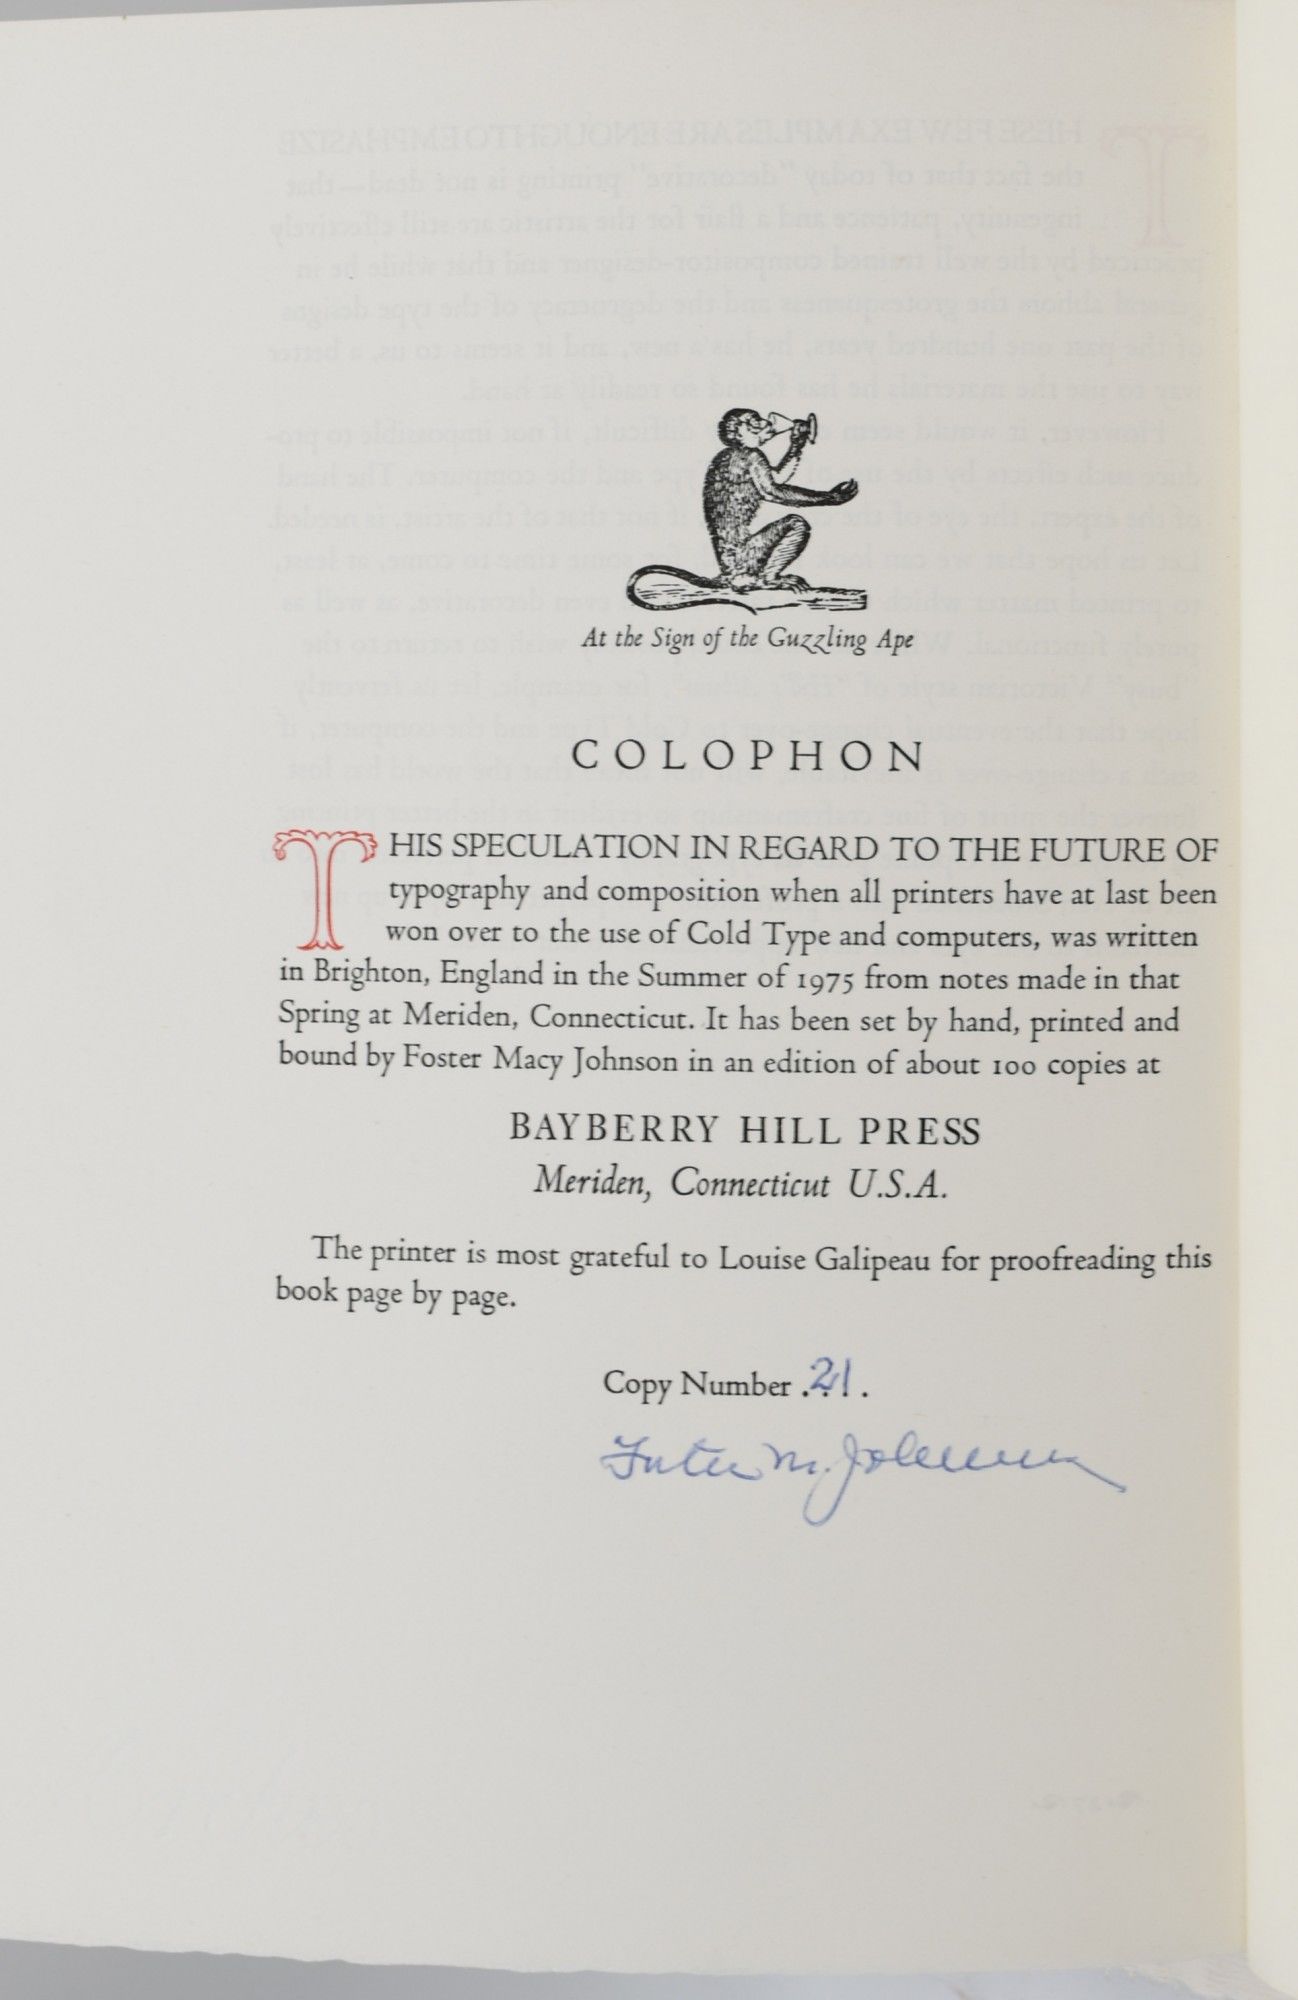 At the Sign of the Guzzling Ape
COLOPHON
THIS SPECULATION IN REGARD TO THE FUTURE OF
typography and composition when all printers have at last been
won over to the use of Cold Type and computers, was written
in Brighton, England in the Summer of 1975 from notes made in that
Spring at Meriden, Connecticut. It has been set by hand, printed and
bound by Foster Macy Johnson in an edition of about 100 copies at
BAYBERRY HILL PRESS
Meriden, Connecticut U.S.A.
The printer is most grateful to Louise Galipeau for proofreading this
book page by page.
Copy Number . 21 .
Foster M. Johnson